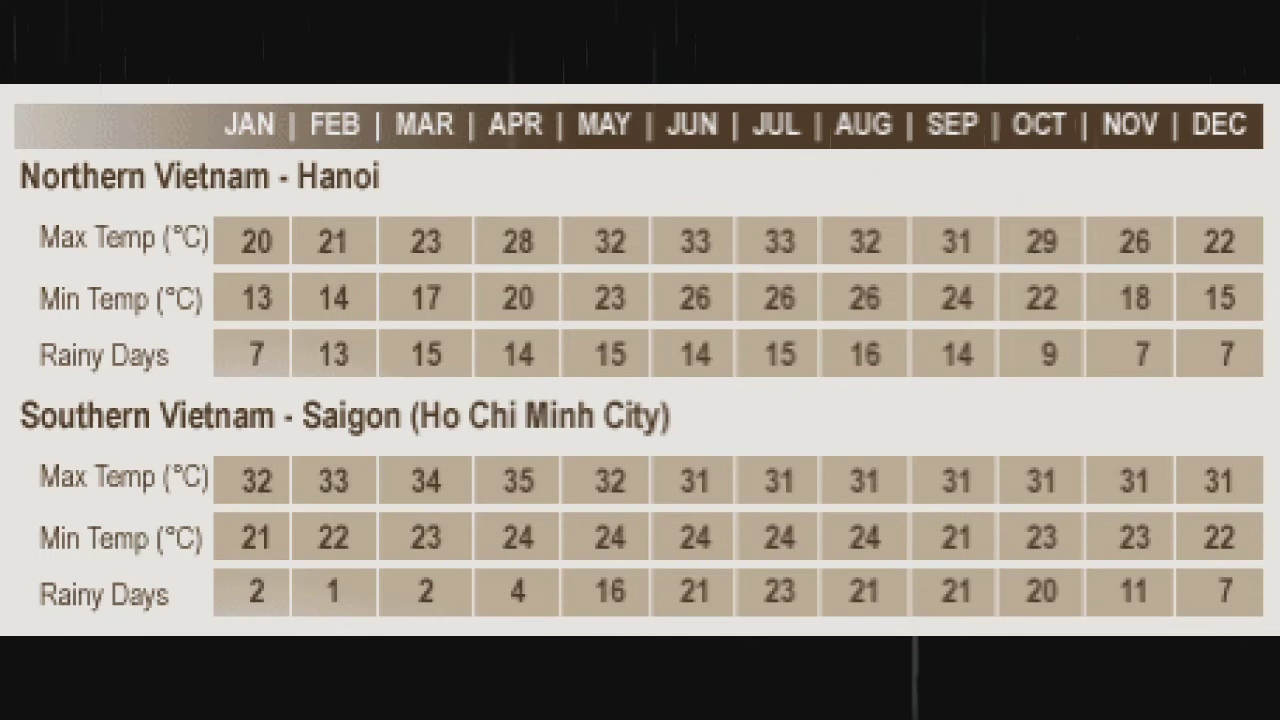 JAN | FEB | MAR | APR | MAY | JUN | JUL | AUG | SEP | OCT | NOV | DEC
Northern Vietnam - Hanoi
Max Temp (°C) 20 21 23 28 32 33 33 32 31 29 26 22
Min Temp (°C) 13 14 17 20 23 26 26 26 24 22 18 15
Rainy Days 7 13 15 14 15 14 15 16 14 9 7 7
Southern Vietnam - Saigon (Ho Chi Minh City)
Max Temp (°C) 32 33 34 35 32 31 31 31 31 31 31 31
Min Temp (°C) 21 22 23 24 24 24 24 24 21 23 23 22
Rainy Days 2 1 2 4 16 21 23 21 21 20 11 7